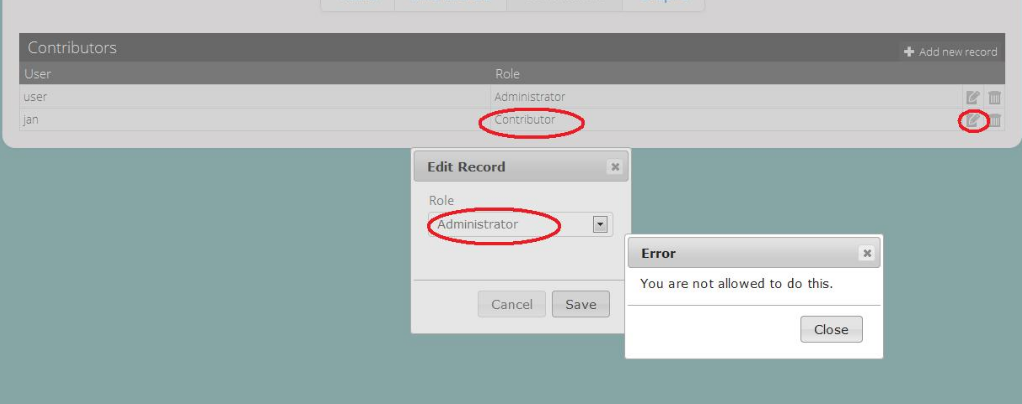 Contributors
Add new record
User Role
user Administrator
jan Contributor
Edit Record
Role
Administrator
Error
You are not allowed to do this.
Cancel Save
Close